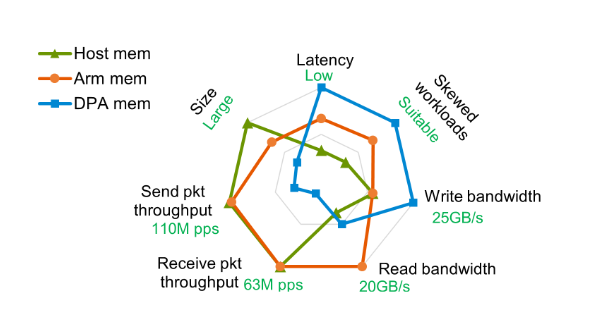 Host mem
Arm mem
DPA mem
Latency
Low
Skewed
workloads
Suitable
Size
Large
Write bandwidth
25GB/s
Send pkt
throughput
110M pps
Receive pkt
throughput
63M pps
Read bandwidth
20GB/s